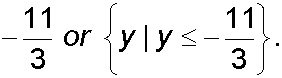 -11/3 or {y | y ≤ -11/3}.